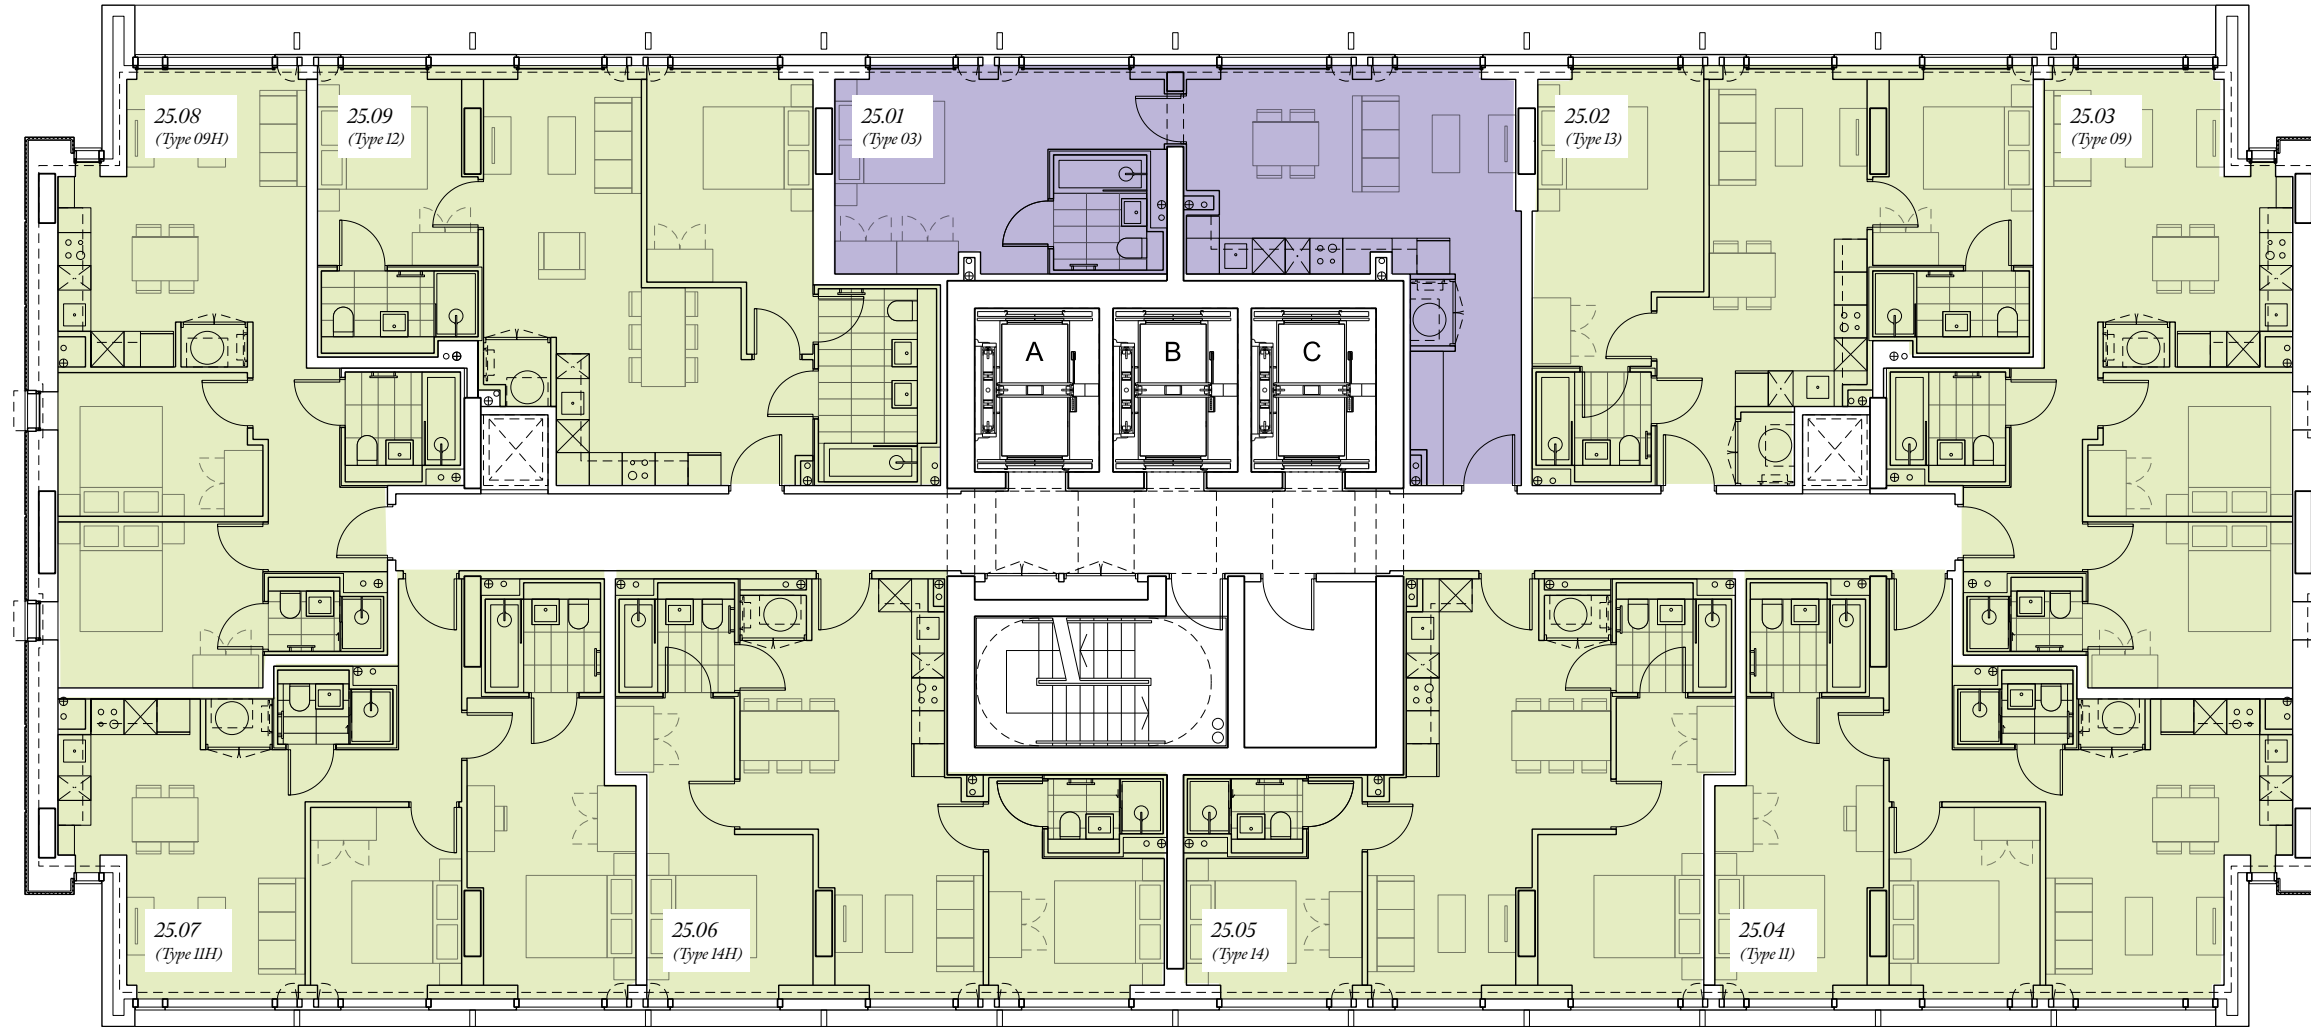 25.08
(Type 09H)
25.09
(Type 12)
25.01
(Type 03)
25.02
(Type 13)
25.03
(Type 09)
A
B
C
25.07
(Type 11H)
25.06
(Type 14H)
25.05
(Type 14)
25.04
(Type 11)